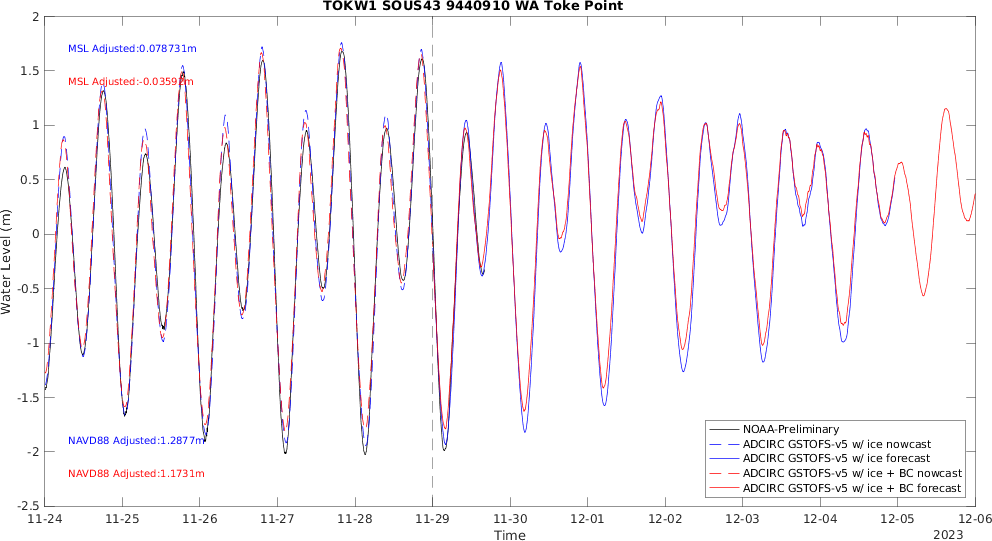 TOKW1 SOUS43 9440910 WA Toke Point
2
1.5
1
0.5
0
-0.5
-1
-1.5
-2
-2.5
Water Level (m)
MSL Adjusted:0.078731m
MSL Adjusted:-0.03592m
NAVD88 Adjusted:1.2877m
NAVD88 Adjusted:1.1731m
NOAA-Preliminary
ADCIRC GSTOFS-v5 w/ ice nowcast
ADCIRC GSTOFS-v5 w/ ice forecast
ADCIRC GSTOFS-v5 w/ ice + BC nowcast
ADCIRC GSTOFS-v5 w/ ice + BC forecast
11-24 11-25 11-26 11-27 11-28 11-29 11-30 12-01 12-02 12-03 12-04 12-05 12-06
Time
2023